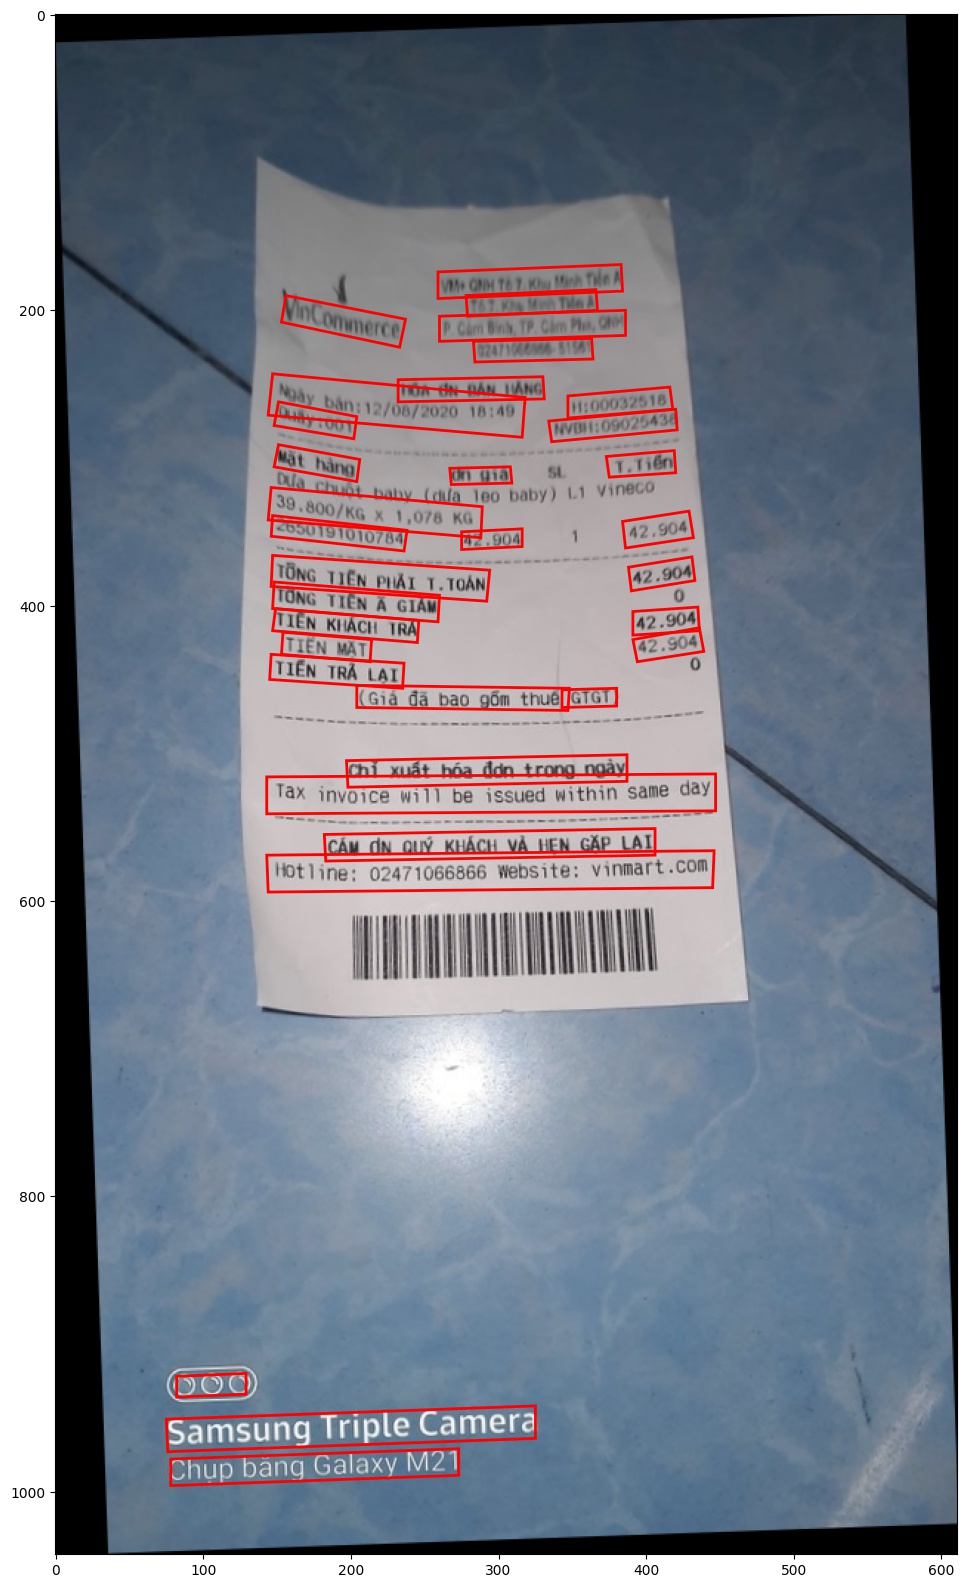 VinCommerce
VM+ QNH Tổ 7, Khu Minh Tiến A
Tổ 7, Khu Minh Tiến A
P. Cẩm Bình, TP. Cẩm Phả, QNH
02471066866-51561
HÓA ƠN BÁN HÀNG
Ngày bán:12/08/2020 18:49 H:00032518
Quầy:001 NVBH:09025438
Mặt hàng ơn giá SL T.Tiền
Dưa chuột baby (dưa leo baby) L1 Vineco
39.800/KG X 1,078 KG
2650191010784 42.904 1 42.904
TỔNG TIỀN PHẢI T.TOÁN 42.904
TỔNG TIỀN Ã GIẢM 0
TIỀN KHÁCH TRẢ 42.904
TIỀN MẶT 42.904
TIỀN TRẢ LẠI 0
(Giá đã bao gồm thuế GTGT)
Chỉ xuất hóa đơn trong ngày
Tax invoice will be issued within same day
CẢM ƠN QUÝ KHÁCH VÀ HẸN GẶP LẠI
Hotline: 02471066866 Website: vinmart.com
Samsung Triple Camera
Chụp bằng Galaxy M21
0
200
400
600
800
1000
0 100 200 300 400 500 600